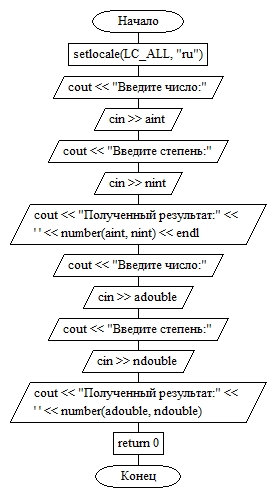 Начало
setlocale(LC_ALL, "ru")
cout << "Введите число:"
cin >> aint
cout << "Введите степень:"
cin >> nint
cout << "Полученный результат:" <<
' ' << number(aint, nint) << endl
cout << "Введите число:"
cin >> adouble
cout << "Введите степень:"
cin >> ndouble
cout << "Полученный результат:" <<
' ' << number(adouble, ndouble)
return 0
Конец